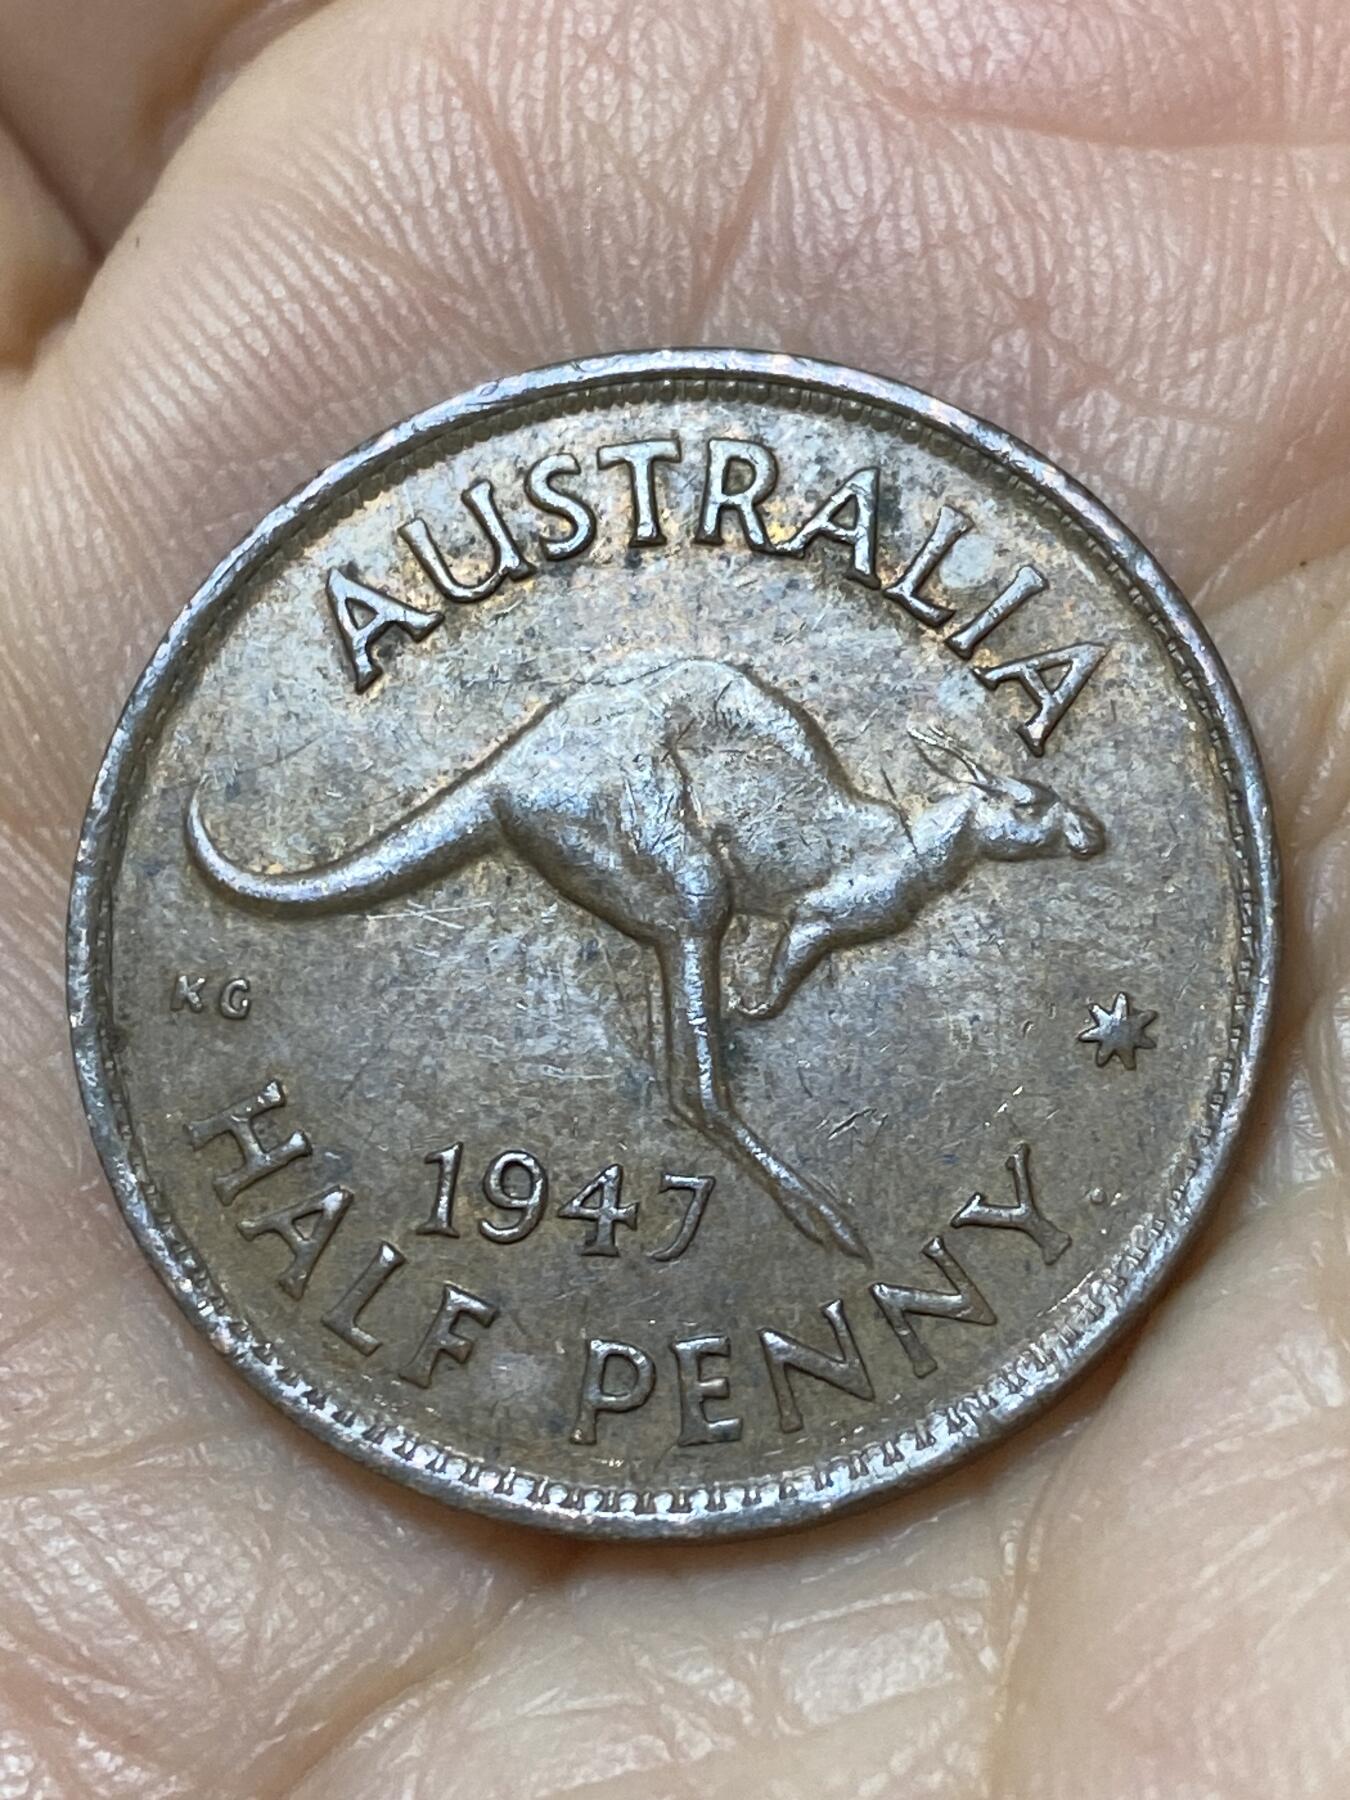 AUSTRALIA
KG
1947
HALF PENNY.